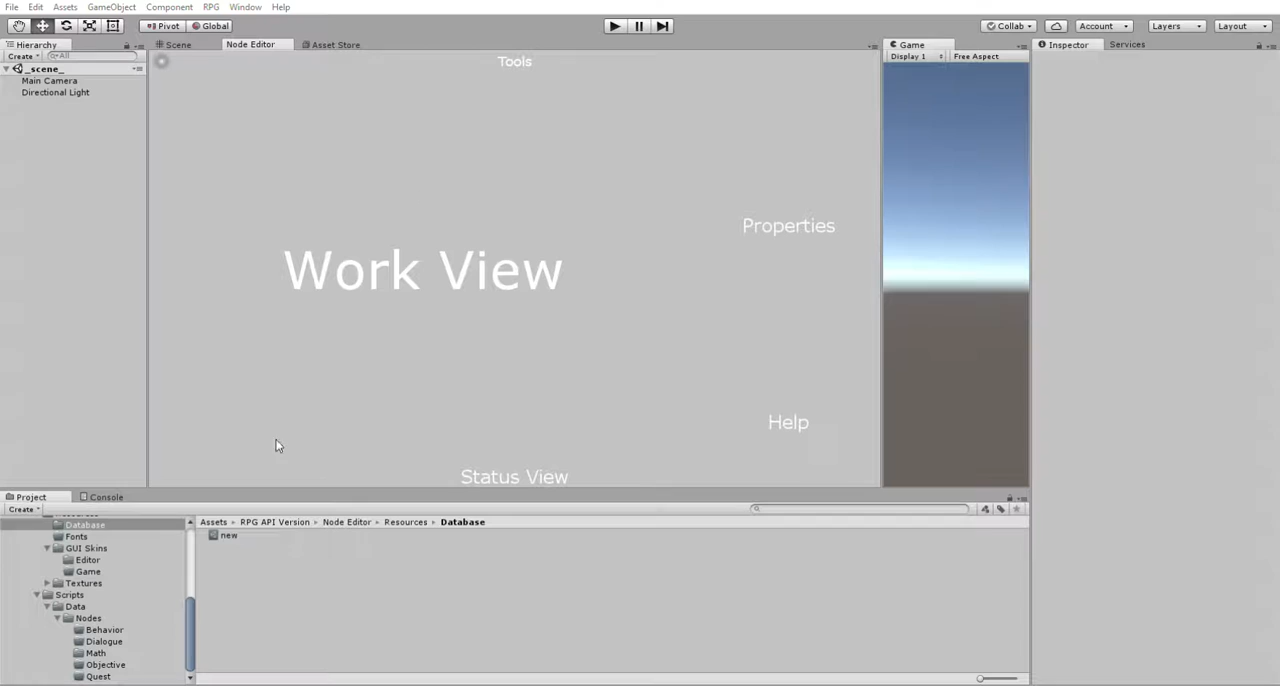 File Edit Assets GameObject Component RPG Window Help
Pivot Global Collab Account Layers Layout
Hierarchy Scene Node Editor Asset Store Game Inspector Services
Create All Display 1 Free Aspect
Tools
_scene_
Main Camera
Directional Light
Properties
Work View
Help
Status View
Project Console
Create
Assets RPG API Version Node Editor Resources Database
Database
new
Fonts
GUI Skins
Editor
Game
Textures
Scripts
Data
Nodes
Behavior
Dialogue
Math
Objective
Quest